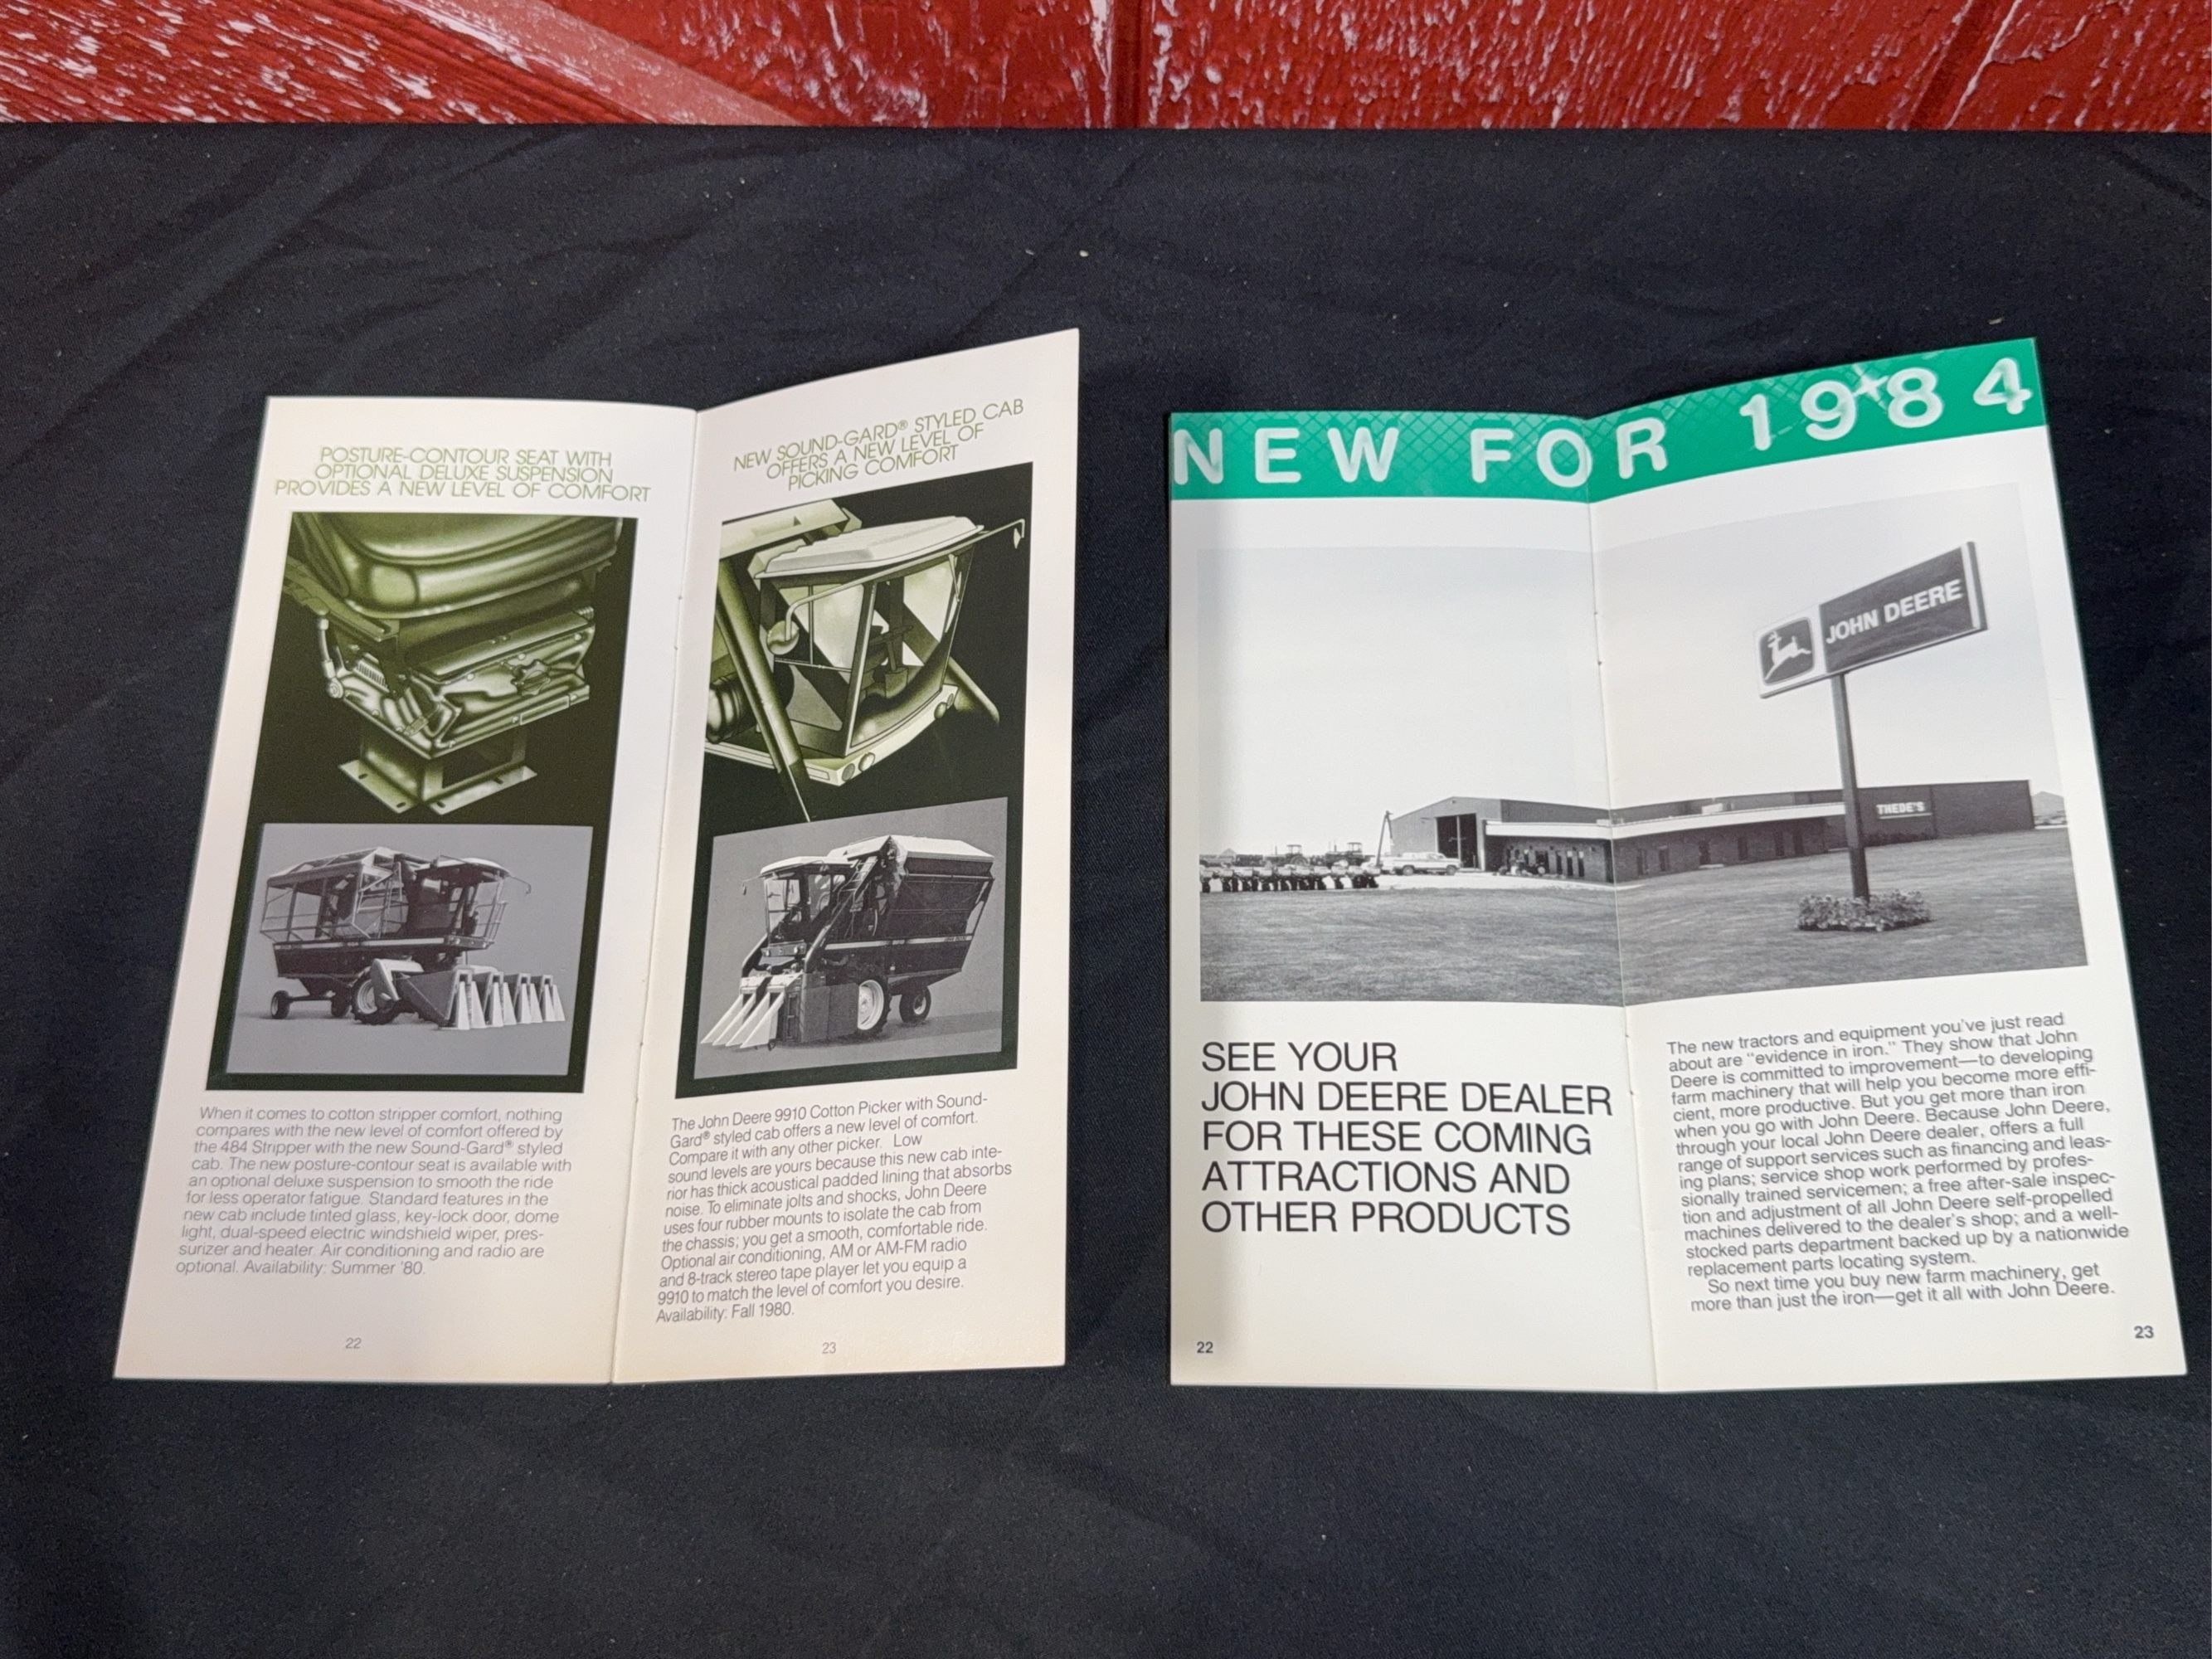 POSTURE-CONTOUR SEAT WITH
OPTIONAL DELUXE SUSPENSION
PROVIDES A NEW LEVEL OF COMFORT
When it comes to cotton stripper comfort, nothing
compares with the new level of comfort offered by
the 484 Stripper with the new Sound-Gard® styled
cab. The new posture-contour seat is available with
an optional deluxe suspension to smooth the ride
for less operator fatigue. Standard features in the
new cab include tinted glass, key-lock door, dome
light, dual-speed electric windshield wiper, pres-
surizer and heater. Air conditioning and radio are
optional. Availability: Summer '80.
22
NEW SOUND-GARD® STYLED CAB
OFFERS A NEW LEVEL OF
PICKING COMFORT
The John Deere 9910 Cotton Picker with Sound-
Gard® styled cab offers a new level of comfort.
Compare it with any other picker. Low
sound levels are yours because this new cab inte-
rior has thick acoustical padded lining that absorbs
noise. To eliminate jolts and shocks, John Deere
uses four rubber mounts to isolate the cab from
the chassis; you get a smooth, comfortable ride.
Optional air conditioning, AM or AM-FM radio
and 8-track stereo tape player let you equip a
9910 to match the level of comfort you desire.
Availability: Fall 1980.
23
NEW FOR 1984
JOHN DEERE
THEDE'S
SEE YOUR
JOHN DEERE DEALER
FOR THESE COMING
ATTRACTIONS AND
OTHER PRODUCTS
22
The new tractors and equipment you've just read
about are "evidence in iron." They show that John
Deere is committed to improvement—to developing
farm machinery that will help you become more effi-
cient, more productive. But you get more than iron
when you go with John Deere. Because John Deere,
through your local John Deere dealer, offers a full
range of support services such as financing and leas-
ing plans; service shop work performed by profes-
sionally trained servicemen; a free after-sale inspec-
tion and adjustment of all John Deere self-propelled
machines delivered to the dealer's shop; and a well-
stocked parts department backed up by a nationwide
replacement parts locating system.
So next time you buy new farm machinery, get
more than just the iron—get it all with John Deere.
23